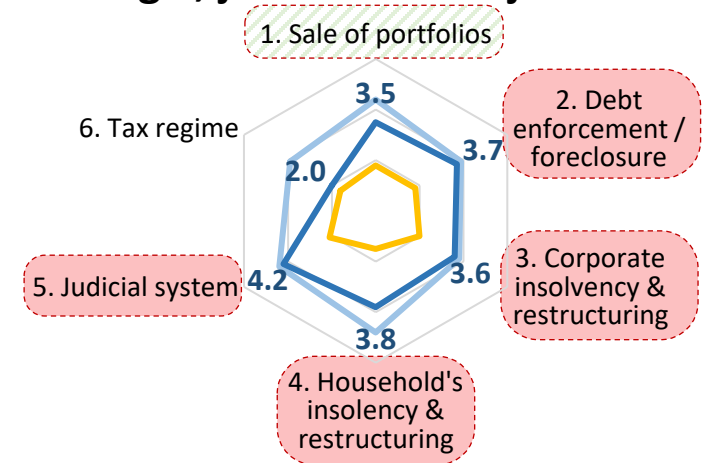 1. Sale of portfolios
3.5
2. Debt
enforcement /
foreclosure
3.7
6. Tax regime
2.0
3. Corporate
insolvency &
restructuring
3.6
5. Judicial system
4.2
3.8
4. Household's
insolency &
restructuring